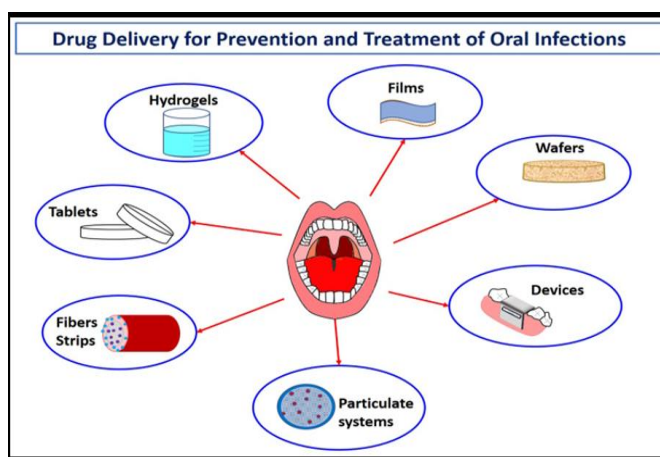 Drug Delivery for Prevention and Treatment of Oral Infections
Hydrogels
Films
Wafers
Tablets
Devices
Fibers
Strips
Particulate
systems